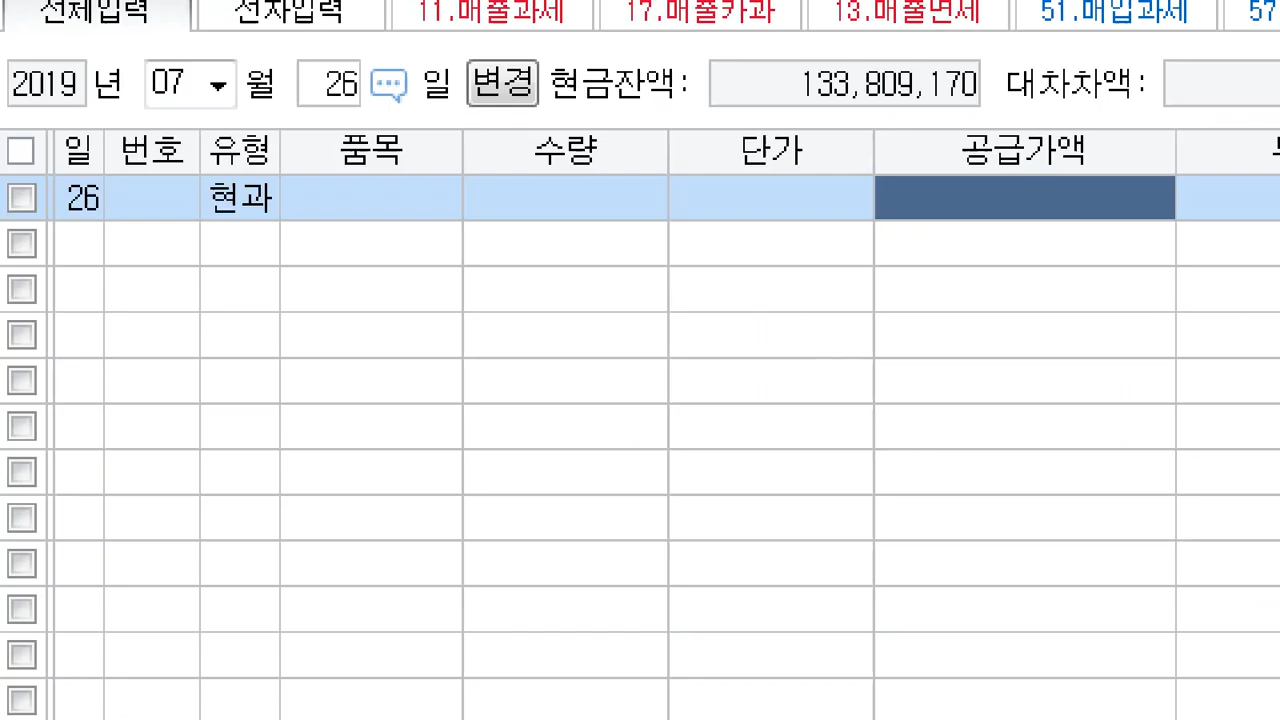 전체입력 전자입력 11.매출과세 17.매출카과 13.매출면세 51.매입과세 57
2019 년 07 월 26 일 변경 현금잔액: 133,809,170 대차차액:
일 번호 유형 품목 수량 단가 공급가액
26 현과